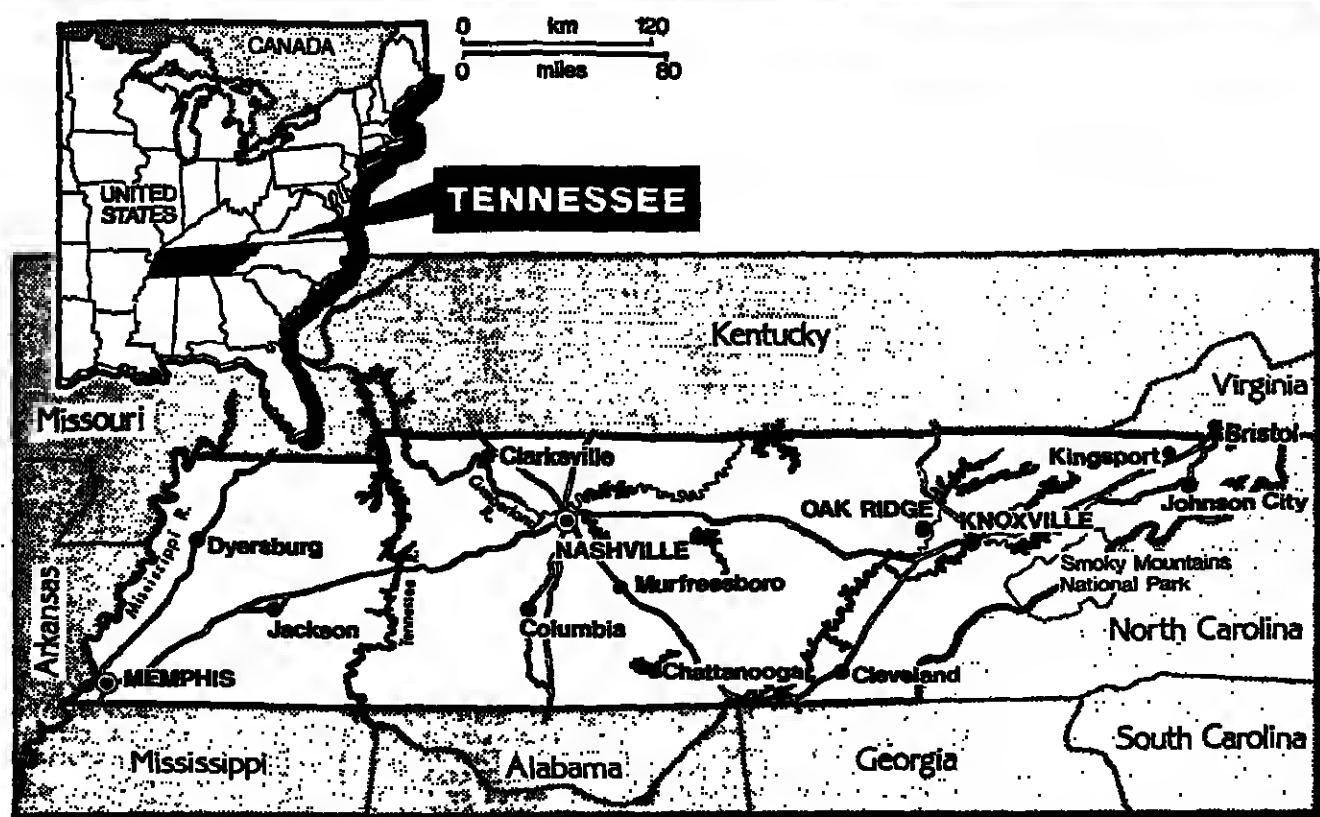 0 km 120
0 miles 80
CANADA
UNITED
STATES
TENNESSEE
Kentucky
Virginia
Missouri
Bristol
Clarksville
Kingsport
Cumberland
R.
Johnson City
OAK RIDGE
KNOXVILLE
Mississippi R.
Dyersburg
NASHVILLE
Smoky Mountains
National Park
Tennessee R.
Murfreesboro
Arkansas
Jackson
Columbia
North Carolina
MEMPHIS
Chattanooga
Cleveland
Mississippi
Alabama
Georgia
South Carolina